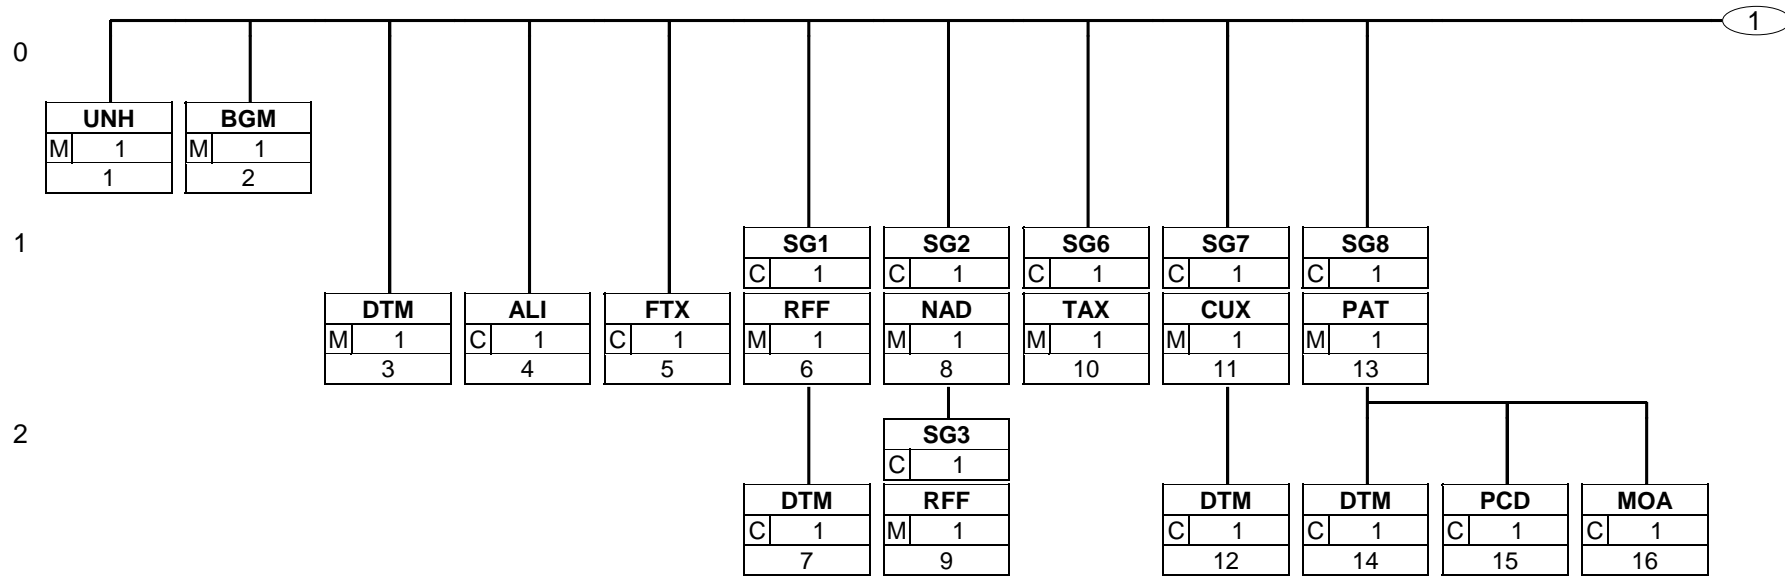 1
0
UNH BGM
M 1 M 1
1 2
1
SG1 SG2 SG6 SG7 SG8
C 1 C 1 C 1 C 1 C 1
DTM ALI FTX RFF NAD TAX CUX PAT
M 1 C 1 C 1 M 1 M 1 M 1 M 1 M 1
3 4 5 6 8 10 11 13
2
SG3
C 1
DTM RFF DTM DTM PCD MOA
C 1 M 1 C 1 C 1 C 1 C 1
7 9 12 14 15 16